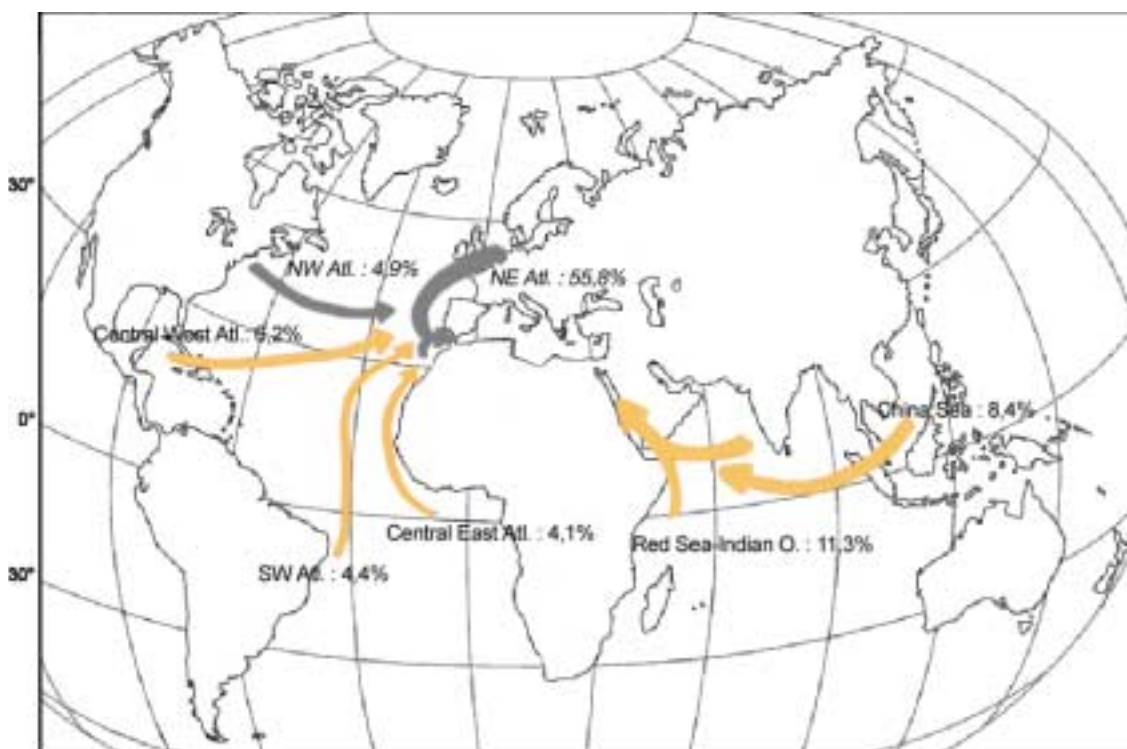 30°
NW Atl. : 4,9%
NE Atl. : 55,8%
Central West Atl.: 6,2%
0°
China Sea : 8,4%
Central East Atl. : 4,1%
Red Sea-Indian O. : 11,3%
30°
SW Atl. : 4,4%